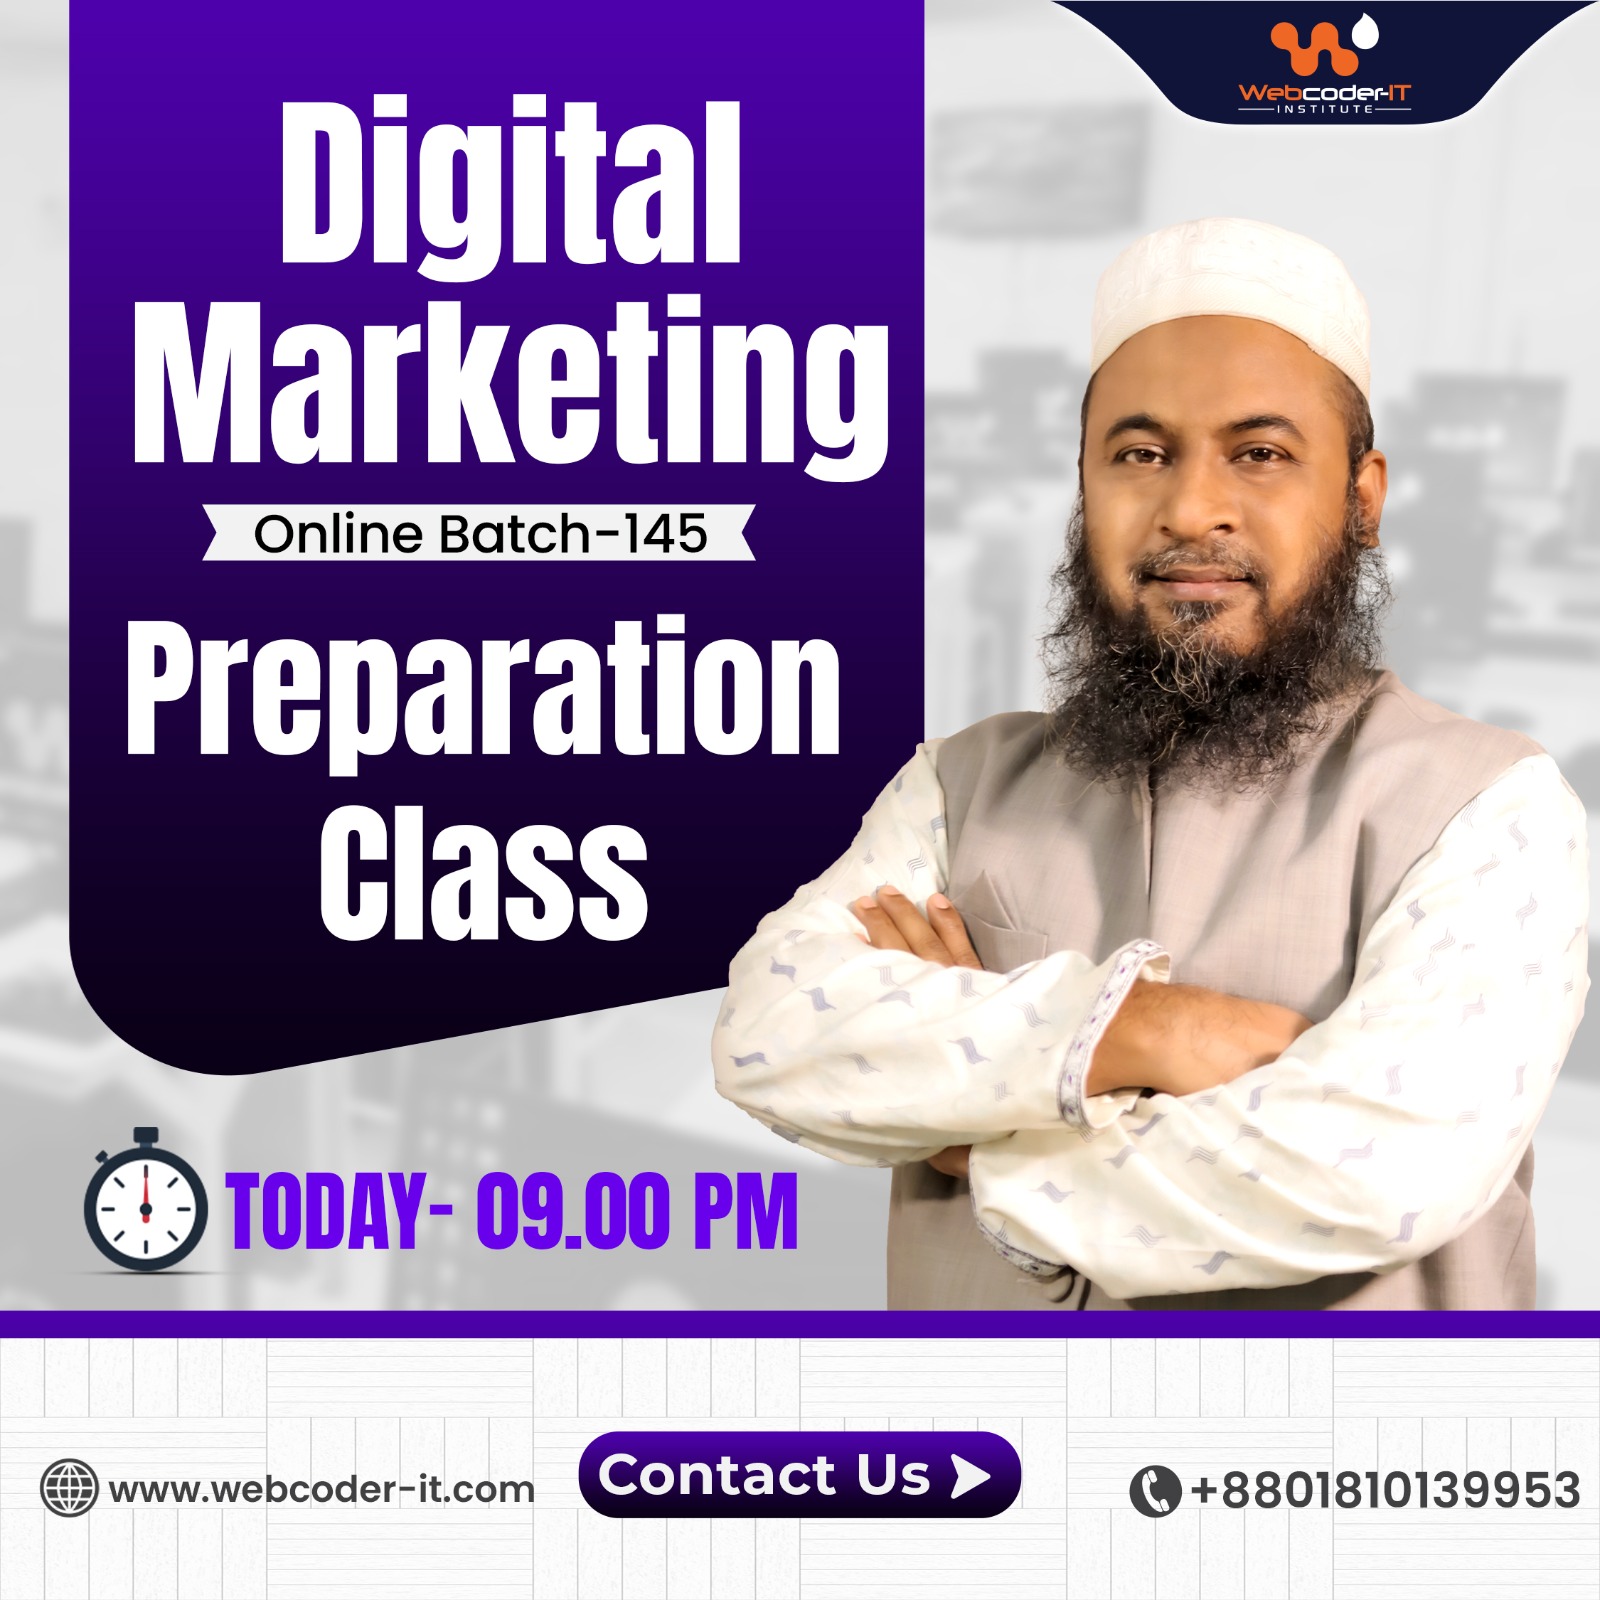 Webcoder-IT
INSTITUTE
Digital
Marketing
Online Batch-145
Preparation
Class
TODAY- 09.00 PM
www.webcoder-it.com
Contact Us
+8801810139953